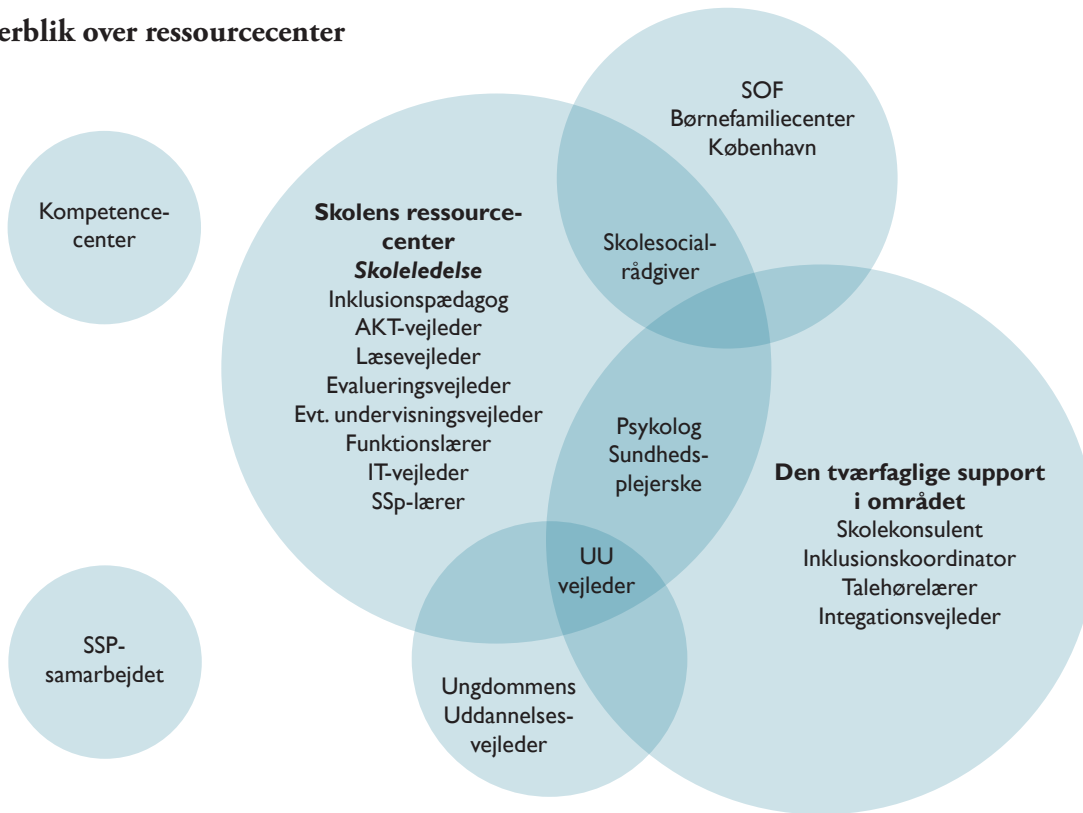 erblik over ressourcecenter
SOF
Børnefamiliecenter
København
Kompetence-
center
Skolens ressource-
center
Skoleledelse
Inklusionspædagog
AKT-vejleder
Læsevejleder
Evalueringsvejleder
Evt. undervisningsvejleder
Funktionslærer
IT-vejleder
SSp-lærer
Skolesocial-
rådgiver
Psykolog
Sundheds-
plejerske
Den tværfaglige support
i området
Skolekonsulent
Inklusionskoordinator
Talehørelærer
Integationsvejleder
UU
vejleder
SSP-
samarbejdet
Ungdommens
Uddannelses-
vejleder